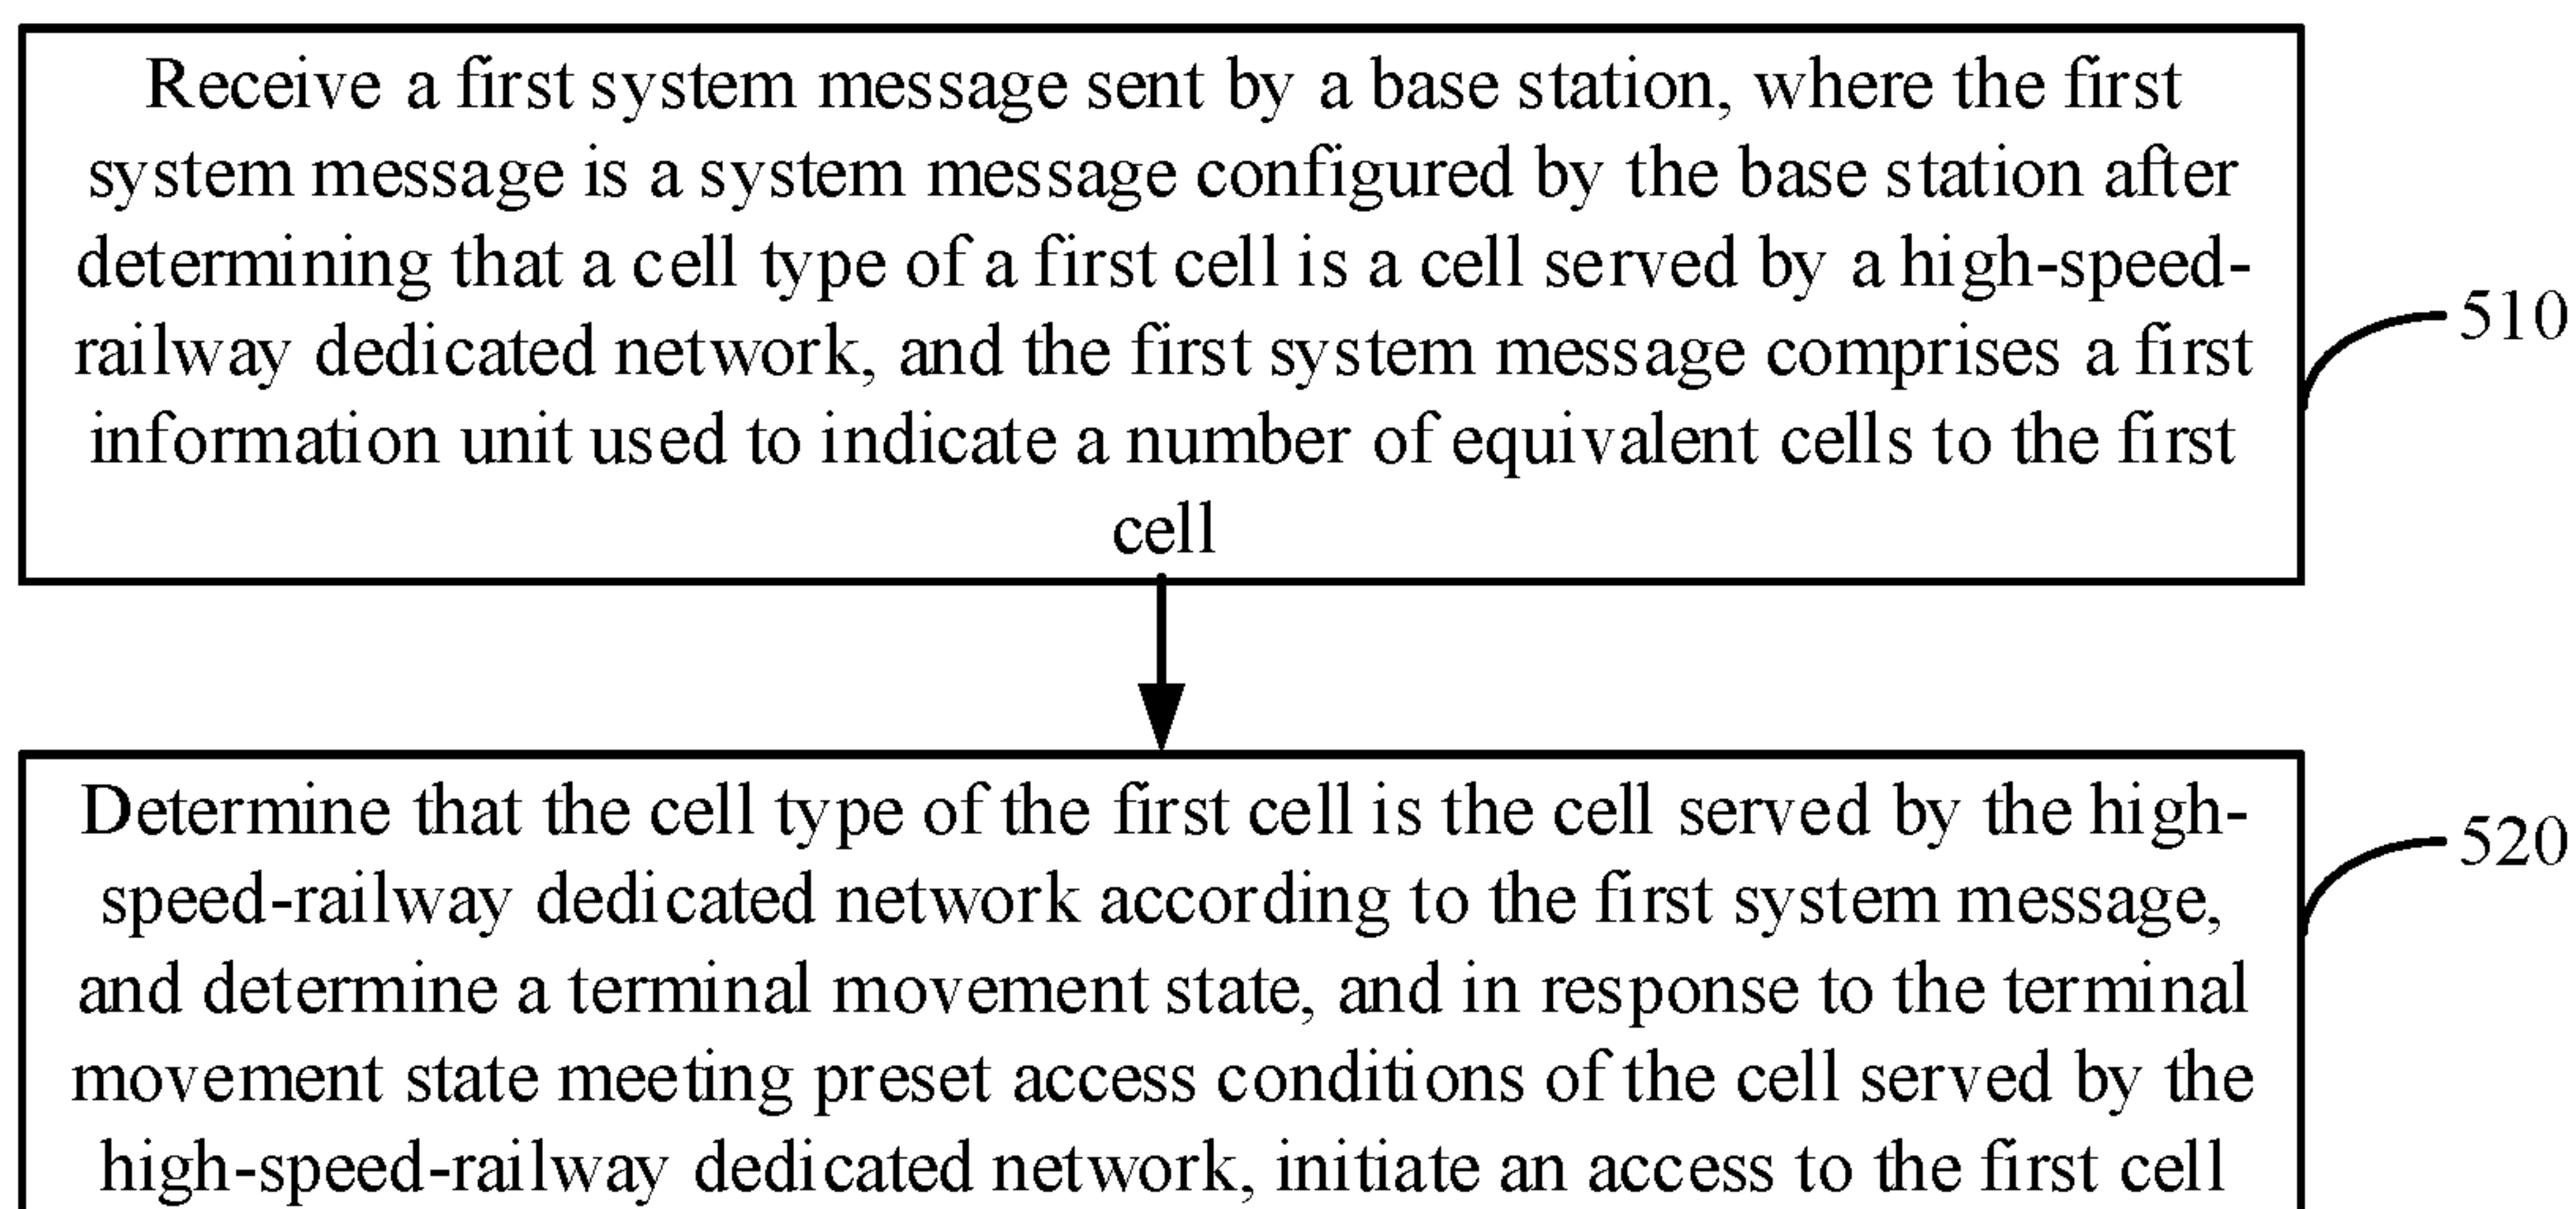 Receive a first system message sent by a base station, where the first
system message is a system message configured by the base station after
determining that a cell type of a first cell is a cell served by a high-speed-
railway dedicated network, and the first system message comprises a first
information unit used to indicate a number of equivalent cells to the first
cell
510
Determine that the cell type of the first cell is the cell served by the high-
speed-railway dedicated network according to the first system message,
and determine a terminal movement state, and in response to the terminal
movement state meeting preset access conditions of the cell served by the
high-speed-railway dedicated network, initiate an access to the first cell
520